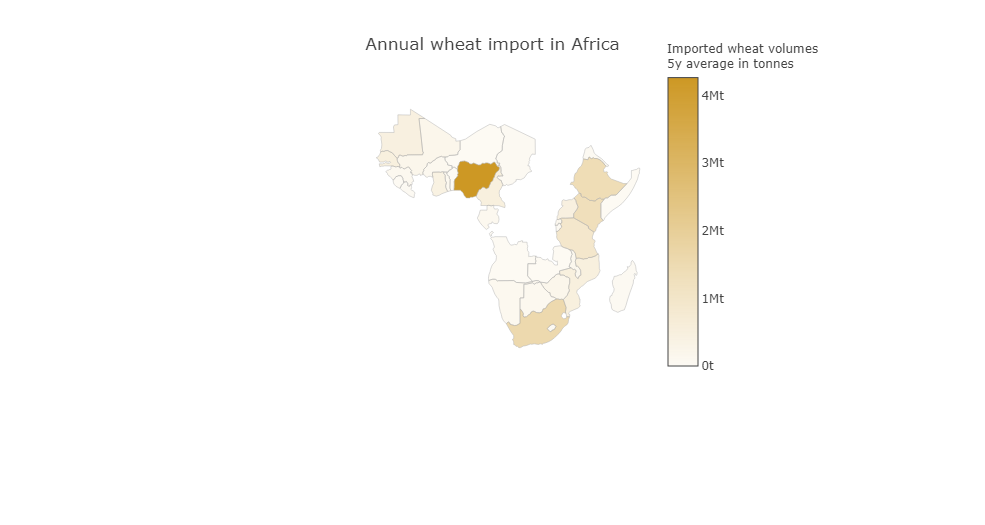 Annual wheat import in Africa
Imported wheat volumes
5y average in tonnes
4Mt
3Mt
2Mt
1Mt
0t